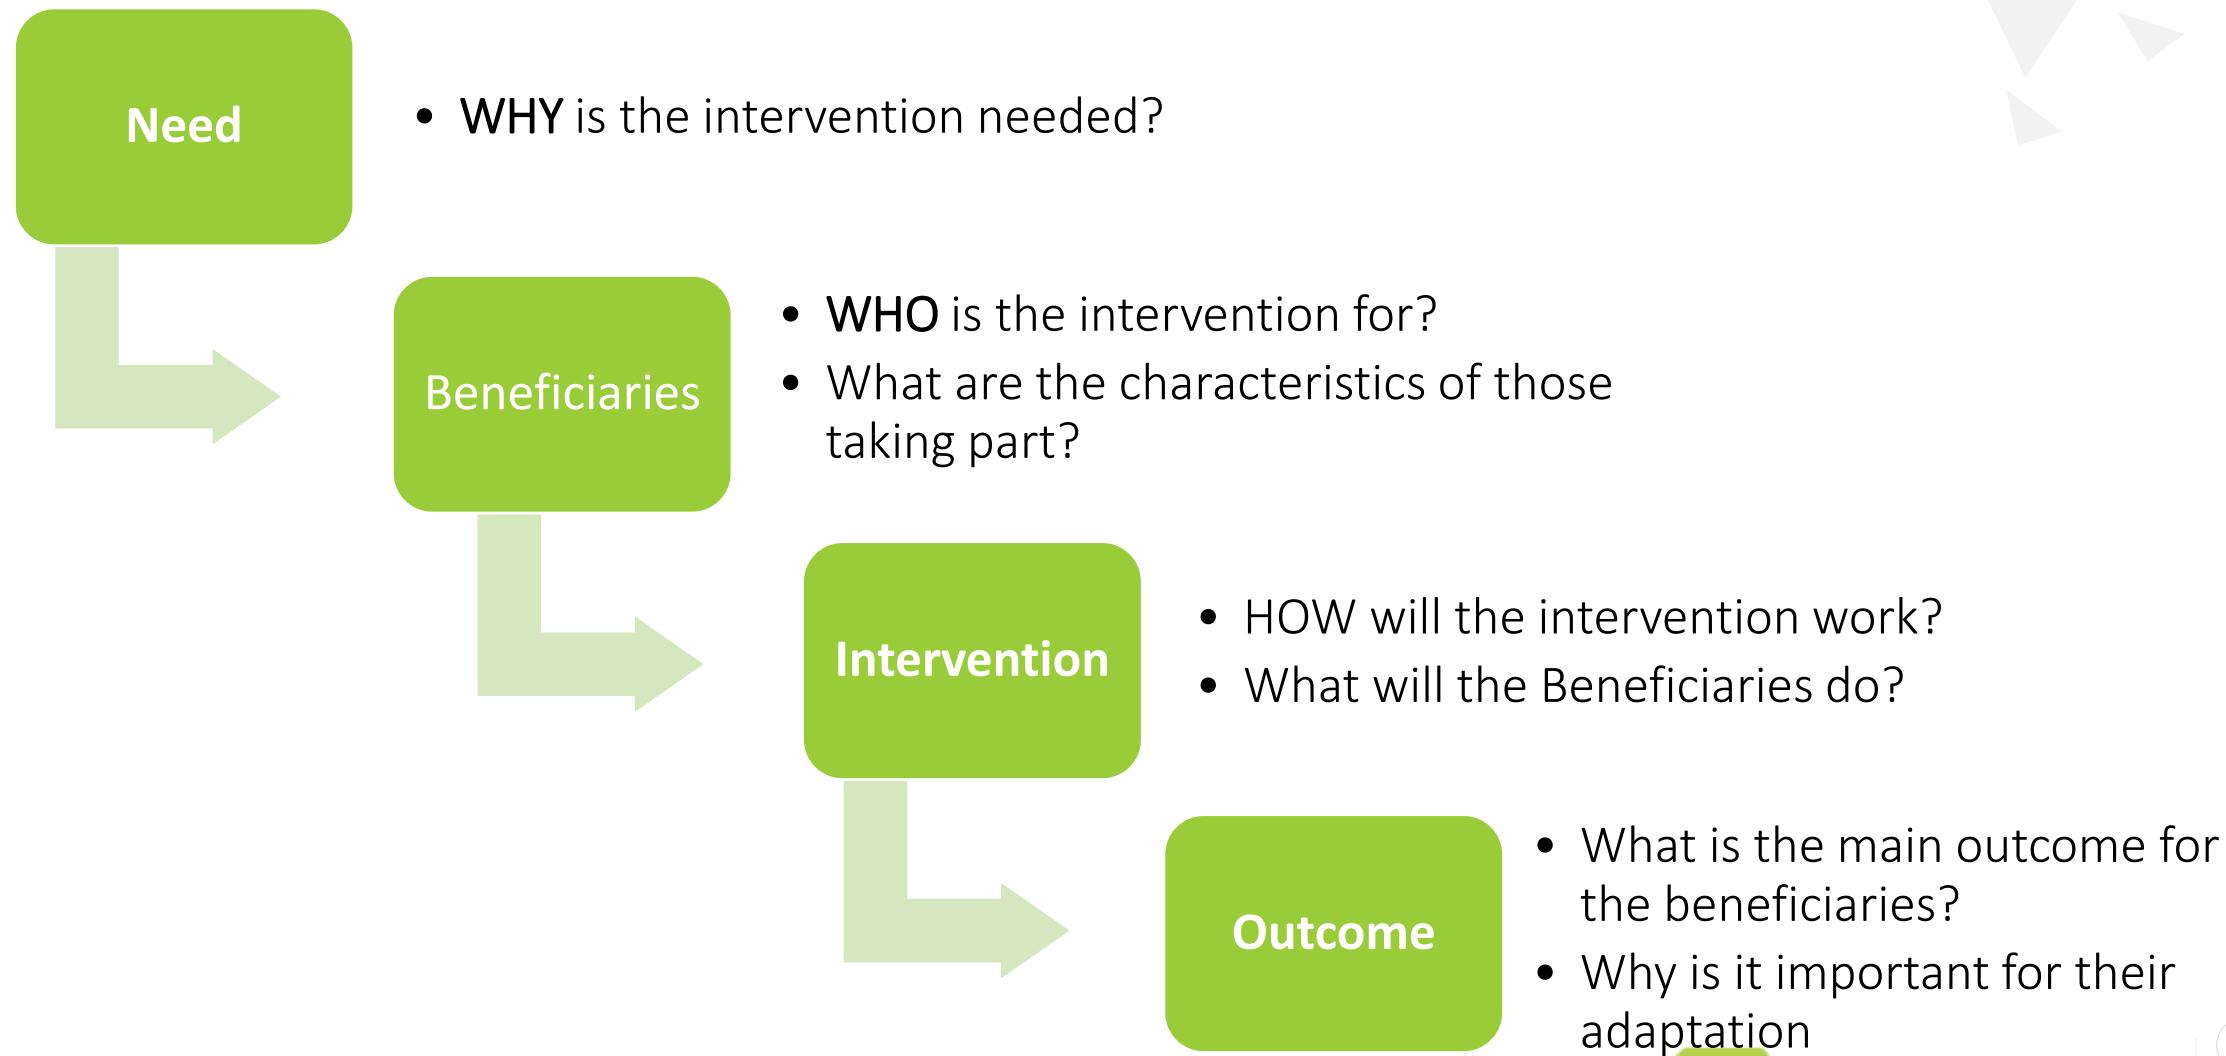 Need
• WHY is the intervention needed?
Beneficiaries
• WHO is the intervention for?
• What are the characteristics of those
taking part?
Intervention
• HOW will the intervention work?
• What will the Beneficiaries do?
Outcome
• What is the main outcome for
the beneficiaries?
• Why is it important for their
adaptation